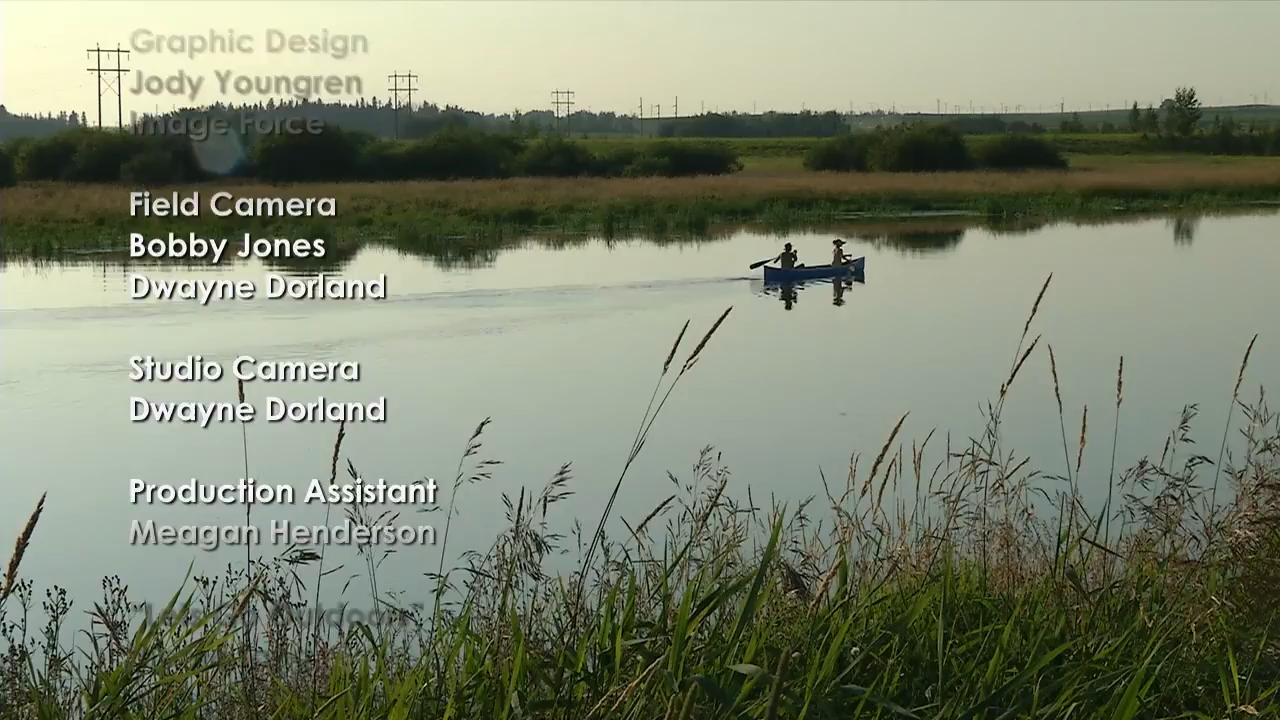 Graphic Design
Jody Youngren
Image Force
Field Camera
Bobby Jones
Dwayne Dorland
Studio Camera
Dwayne Dorland
Production Assistant
Meagan Henderson